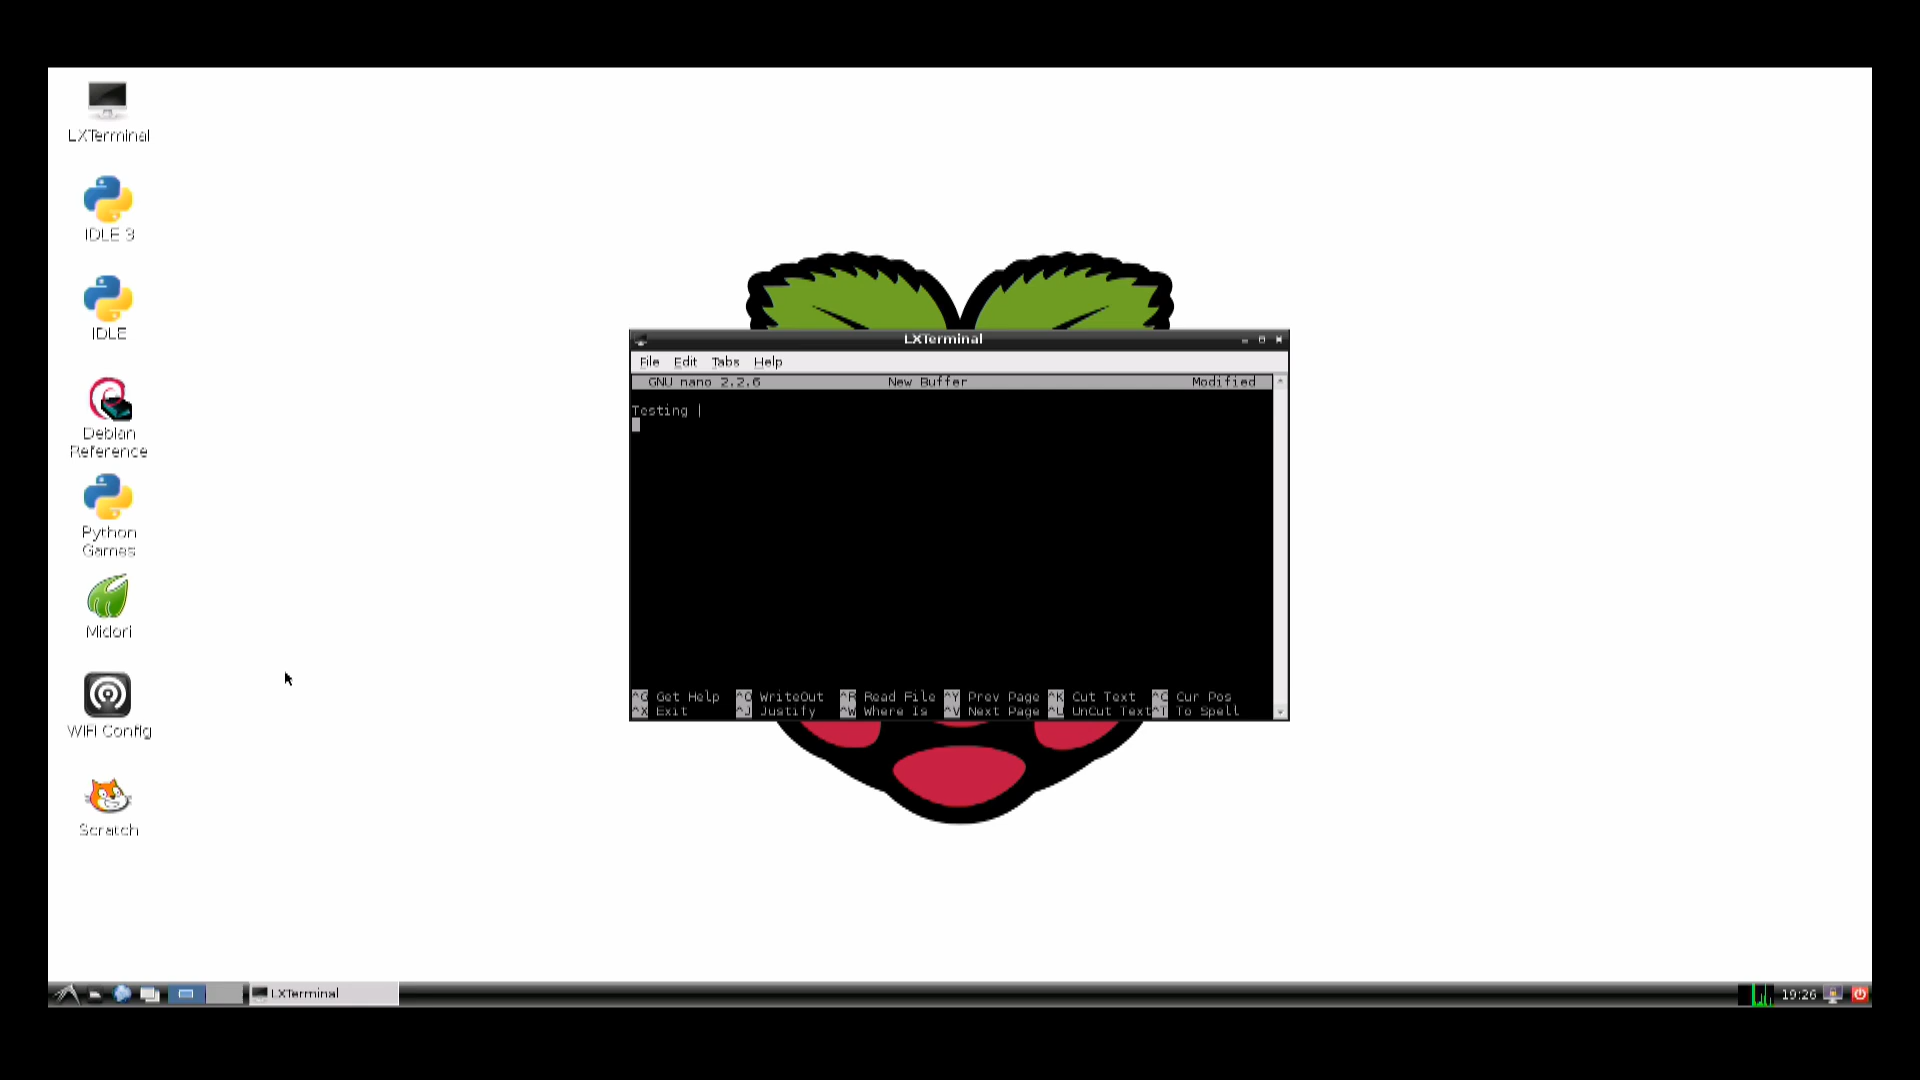 LXTerminal
IDLE 3
IDLE
Debian
Reference
Python
Games
Midori
WiFi Config
Scratch
LXTerminal
File Edit Tabs Help
GNU nano 2.2.6 New Buffer Modified
Testing |
^G Get Help ^O WriteOut ^R Read File ^Y Prev Page ^K Cut Text ^C Cur Pos
^X Exit ^J Justify ^W Where Is ^V Next Page ^U UnCut Text ^T To Spell
LXTerminal
19:26